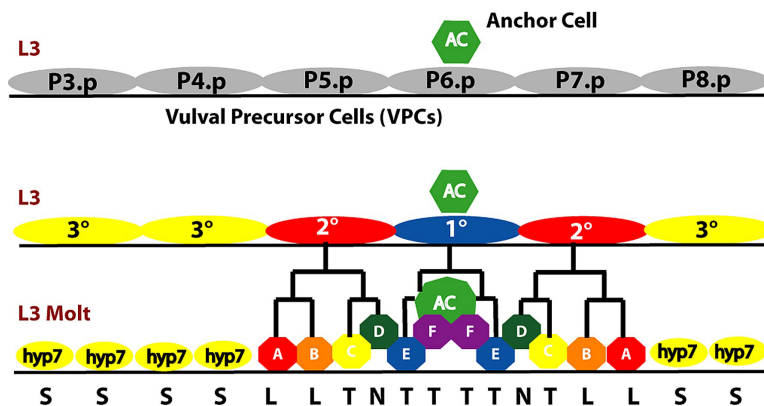 Anchor Cell
L3
AC
P3.p P4.p P5.p P6.p P7.p P8.p
Vulval Precursor Cells (VPCs)
L3
AC
3° 3° 2° 1° 2° 3°
L3 Molt
AC
D F F D
hyp7 hyp7 hyp7 hyp7 A B C E E C B A hyp7 hyp7
S S S S L L T N T T T T N T L L S S